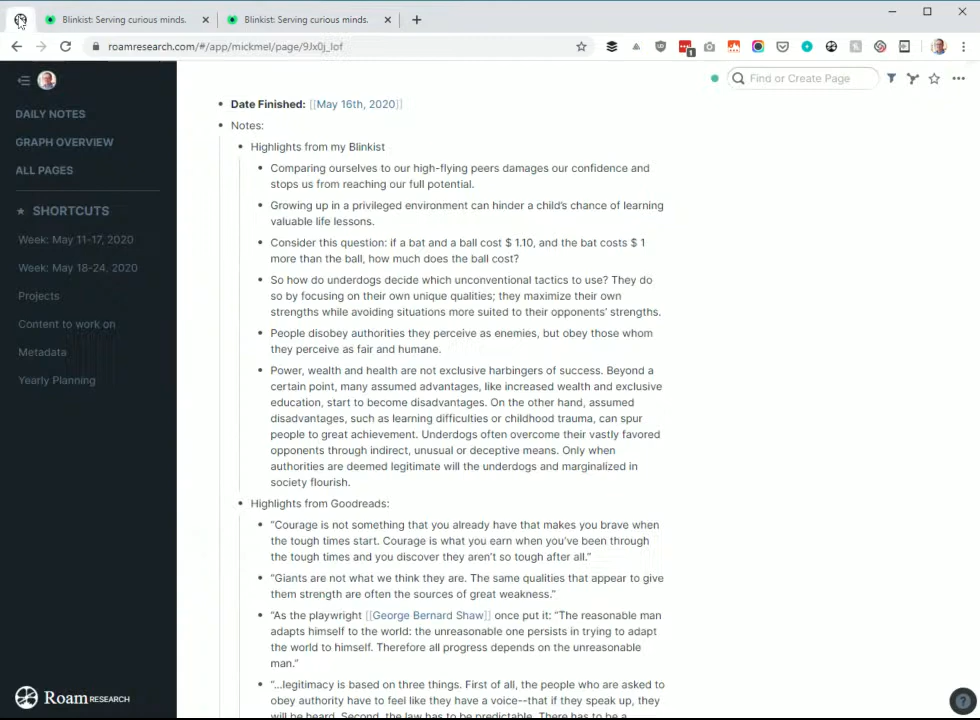 Blinkist: Serving curious minds.
Blinkist: Serving curious minds.
roamresearch.com/#/app/mickmel/page/9Jx0j_Iof
1
Find or Create Page
DAILY NOTES
GRAPH OVERVIEW
ALL PAGES
SHORTCUTS
Week: May 11-17, 2020
Week: May 18-24, 2020
Projects
Content to work on
Metadata
Yearly Planning
Roam RESEARCH
Date Finished: [[May 16th, 2020]]
Notes:
Highlights from my Blinkist
Comparing ourselves to our high-flying peers damages our confidence and
stops us from reaching our full potential.
Growing up in a privileged environment can hinder a child's chance of learning
valuable life lessons.
Consider this question: if a bat and a ball cost $ 1.10, and the bat costs $ 1
more than the ball, how much does the ball cost?
So how do underdogs decide which unconventional tactics to use? They do
so by focusing on their own unique qualities; they maximize their own
strengths while avoiding situations more suited to their opponents' strengths.
People disobey authorities they perceive as enemies, but obey those whom
they perceive as fair and humane.
Power, wealth and health are not exclusive harbingers of success. Beyond a
certain point, many assumed advantages, like increased wealth and exclusive
education, start to become disadvantages. On the other hand, assumed
disadvantages, such as learning difficulties or childhood trauma, can spur
people to great achievement. Underdogs often overcome their vastly favored
opponents through indirect, unusual or deceptive means. Only when
authorities are deemed legitimate will the underdogs and marginalized in
society flourish.
Highlights from Goodreads:
"Courage is not something that you already have that makes you brave when
the tough times start. Courage is what you earn when you've been through
the tough times and you discover they aren't so tough after all."
"Giants are not what we think they are. The same qualities that appear to give
them strength are often the sources of great weakness."
"As the playwright [[George Bernard Shaw]] once put it: "The reasonable man
adapts himself to the world: the unreasonable one persists in trying to adapt
the world to himself. Therefore all progress depends on the unreasonable
man."
"...legitimacy is based on three things. First of all, the people who are asked to
obey authority have to feel like they have a voice--that if they speak up, they
will be heard. Second, the law has to be predictable. There has to be a